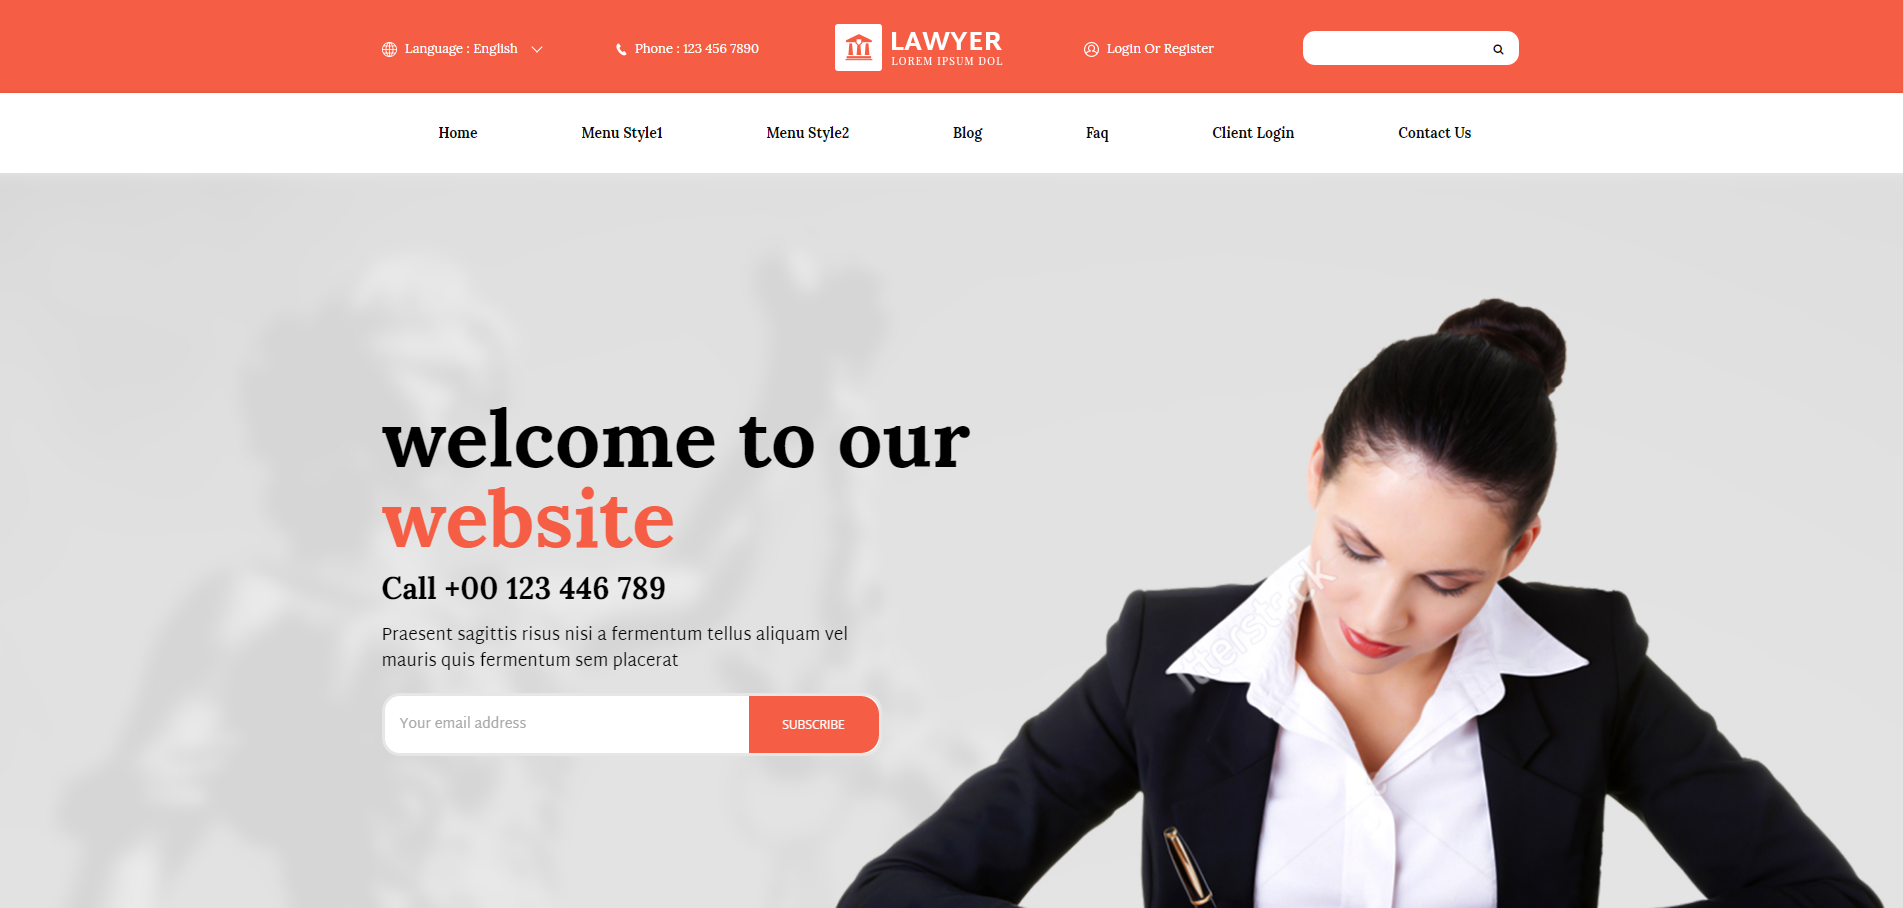 Language : English
Phone : 123 456 7890
LAWYER
LOREM IPSUM DOL
Login Or Register
Home
Menu Style1
Menu Style2
Blog
Faq
Client Login
Contact Us
welcome to our
website
Call +00 123 446 789
Praesent sagittis risus nisi a fermentum tellus aliquam vel
mauris quis fermentum sem placerat
Your email address
SUBSCRIBE